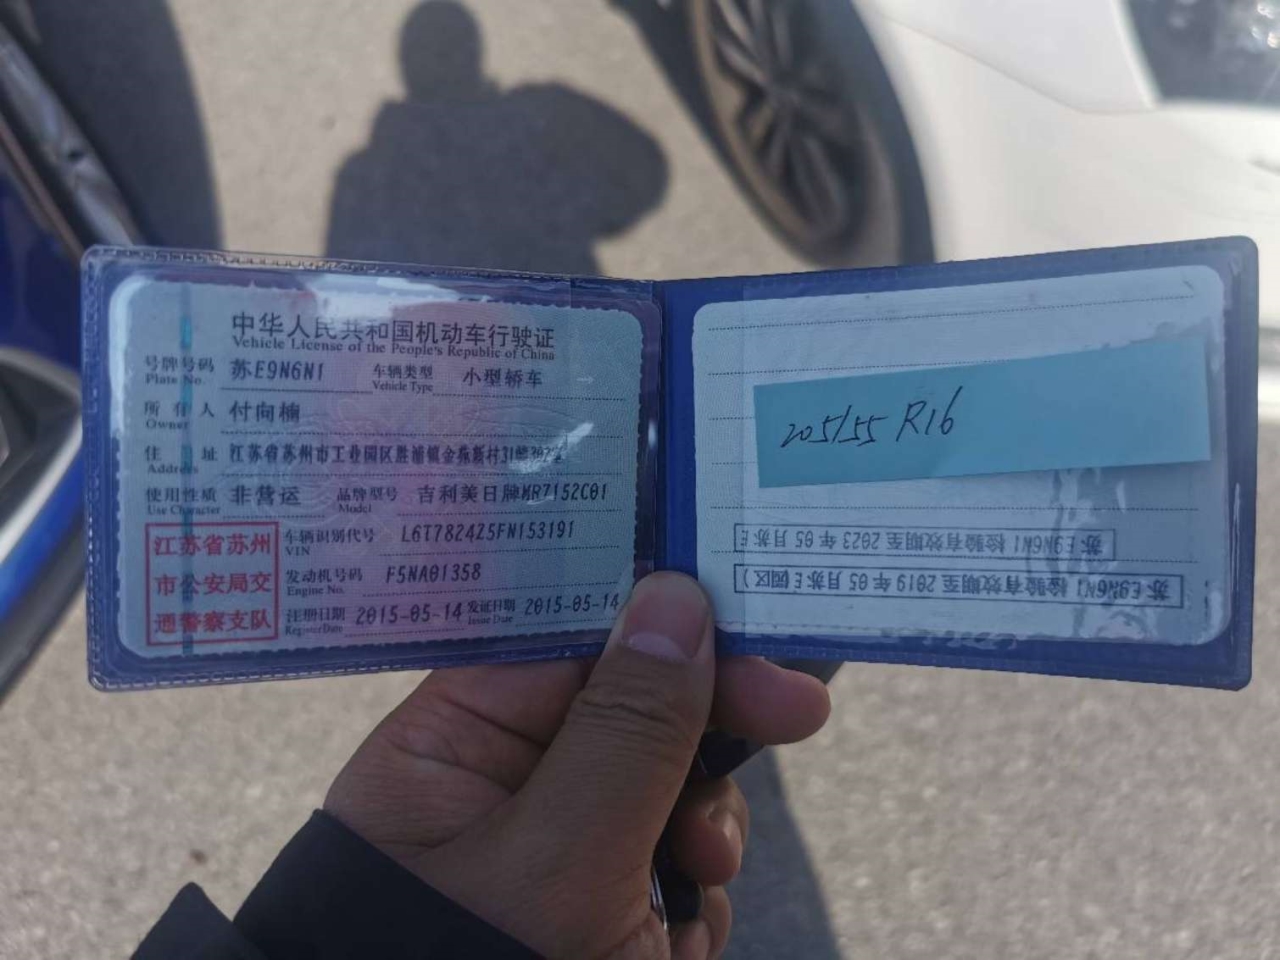 中华人民共和国机动车行驶证
Vehicle License of the People's Republic of China
号牌号码 苏E9N6N1 车辆类型 小型轿车
Plate No. Vehicle Type
所有人 付向楠
Owner
住址 江苏省苏州市工业园区胜浦镇金苑新村
Address
使用性质 非营运 品牌型号 吉利美日牌MR7152C01
Use Character Model
江苏省苏州
市公安局交
通警察支队
车辆识别代号 L6T7824Z5FN153191
VIN
发动机号码 F5NA01358
Engine No.
注册日期 2015-05-14 发证日期 2015-05-14
Register Date Issue Date
205/55 R16
苏E9N6N1 检验有效期至 2023年05月苏E
苏E9N6N1 检验有效期至 2019年05月苏E(园区)